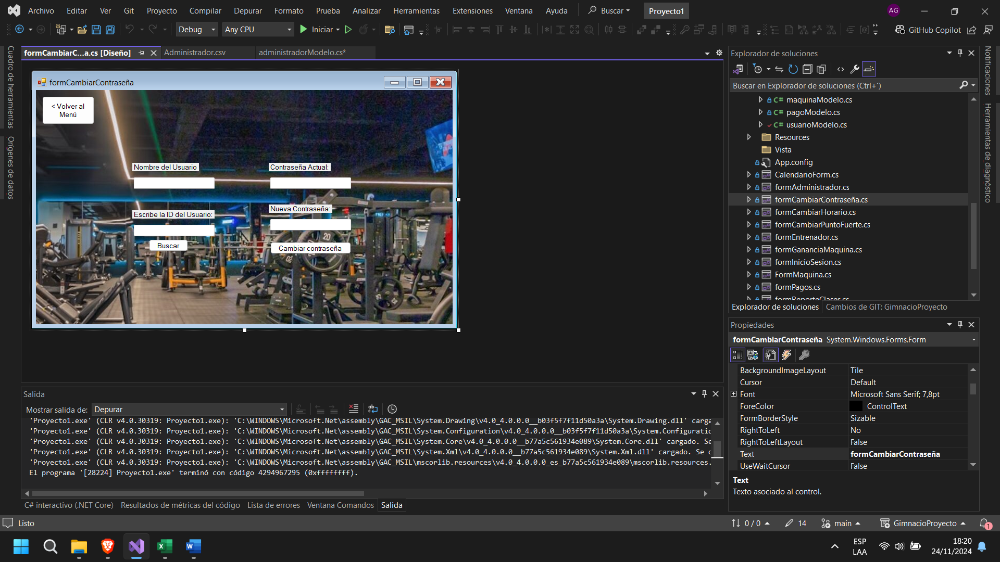 Archivo Editar Ver Git Proyecto Compilar Depurar Formato Prueba Analizar Herramientas Extensiones Ventana Ayuda Buscar Proyecto1 AG
Debug Any CPU Iniciar GitHub Copilot
Cuadro de herramientas
Orígenes de datos
formCambiarC...a.cs [Diseño] Administrador.csv administradorModelo.cs*
formCambiarContraseña
< Volver al
Menú
Nombre del Usuario
Contraseña Actual:
Nueva Contraseña:
Escribe la ID del Usuario:
Buscar
Cambiar contraseña
20
Salida
Mostrar salida de: Depurar
'Proyecto1.exe' (CLR v4.0.30319: Proyecto1.exe): 'C:\WINDOWS\Microsoft.Net\assembly\GAC_MSIL\System.Drawing\v4.0_4.0.0.0__b03f5f7f11d50a3a\System.Drawing.dll' carga
'Proyecto1.exe' (CLR v4.0.30319: Proyecto1.exe): 'C:\WINDOWS\Microsoft.Net\assembly\GAC_MSIL\System.Configuration\v4.0_4.0.0.0__b03f5f7f11d50a3a\System.Configuratio
'Proyecto1.exe' (CLR v4.0.30319: Proyecto1.exe): 'C:\WINDOWS\Microsoft.Net\assembly\GAC_MSIL\System.Core\v4.0_4.0.0.0__b77a5c561934e089\System.Core.dll' cargado. Se
'Proyecto1.exe' (CLR v4.0.30319: Proyecto1.exe): 'C:\WINDOWS\Microsoft.Net\assembly\GAC_MSIL\System.Xml\v4.0_4.0.0.0__b77a5c561934e089\System.Xml.dll' cargado. Se c
'Proyecto1.exe' (CLR v4.0.30319: Proyecto1.exe): 'C:\WINDOWS\Microsoft.Net\assembly\GAC_MSIL\mscorlib.resources\v4.0_4.0.0.0_es_b77a5c561934e089\mscorlib.resources.
El programa '[28224] Proyecto1.exe' terminó con código 4294967295 (0xffffffff).
C# interactivo (.NET Core) Resultados de métricas del código Lista de errores Ventana Comandos Salida
Explorador de soluciones
Buscar en Explorador de soluciones (Ctrl+´)
C# maquinaModelo.cs
C# pagoModelo.cs
C# usuarioModelo.cs
Resources
Vista
App.config
CalendarioForm.cs
formAdministrador.cs
formCambiarContraseña.cs
formCambiarHorario.cs
formCambiarPuntoFuerte.cs
formEntrenador.cs
formGananciaMaquina.cs
formInicioSesion.cs
FormMaquina.cs
formPagos.cs
formReporteClases.cs
Explorador de soluciones Cambios de GIT: GimnacioProyecto
Propiedades
formCambiarContraseña System.Windows.Forms.Form
BackgroundImageLayout Tile
Cursor Default
Font Microsoft Sans Serif; 7,8pt
ForeColor ControlText
FormBorderStyle Sizable
RightToLeft No
RightToLeftLayout False
Text formCambiarContraseña
UseWaitCursor False
Text
Texto asociado al control.
Notificaciones
Herramientas de diagnóstico
Listo 0 / 0 14 main GimnacioProyecto 1
ESP
LAA
18:20
24/11/2024